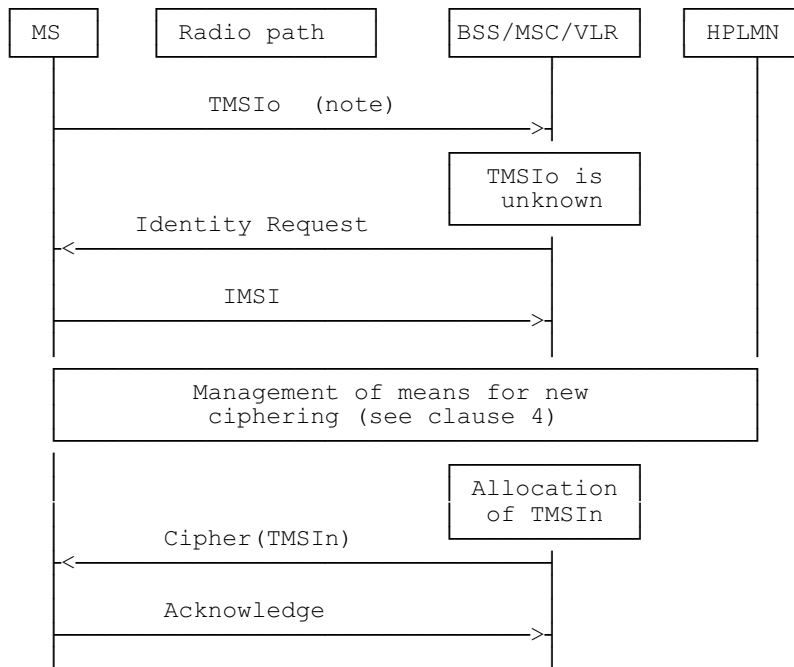 MS Radio path BSS/MSC/VLR HPLMN
TMSIo (note)
TMSIo is
unknown
Identity Request
IMSI
Management of means for new
ciphering (see clause 4)
Allocation
of TMSIn
Cipher(TMSIn)
Acknowledge